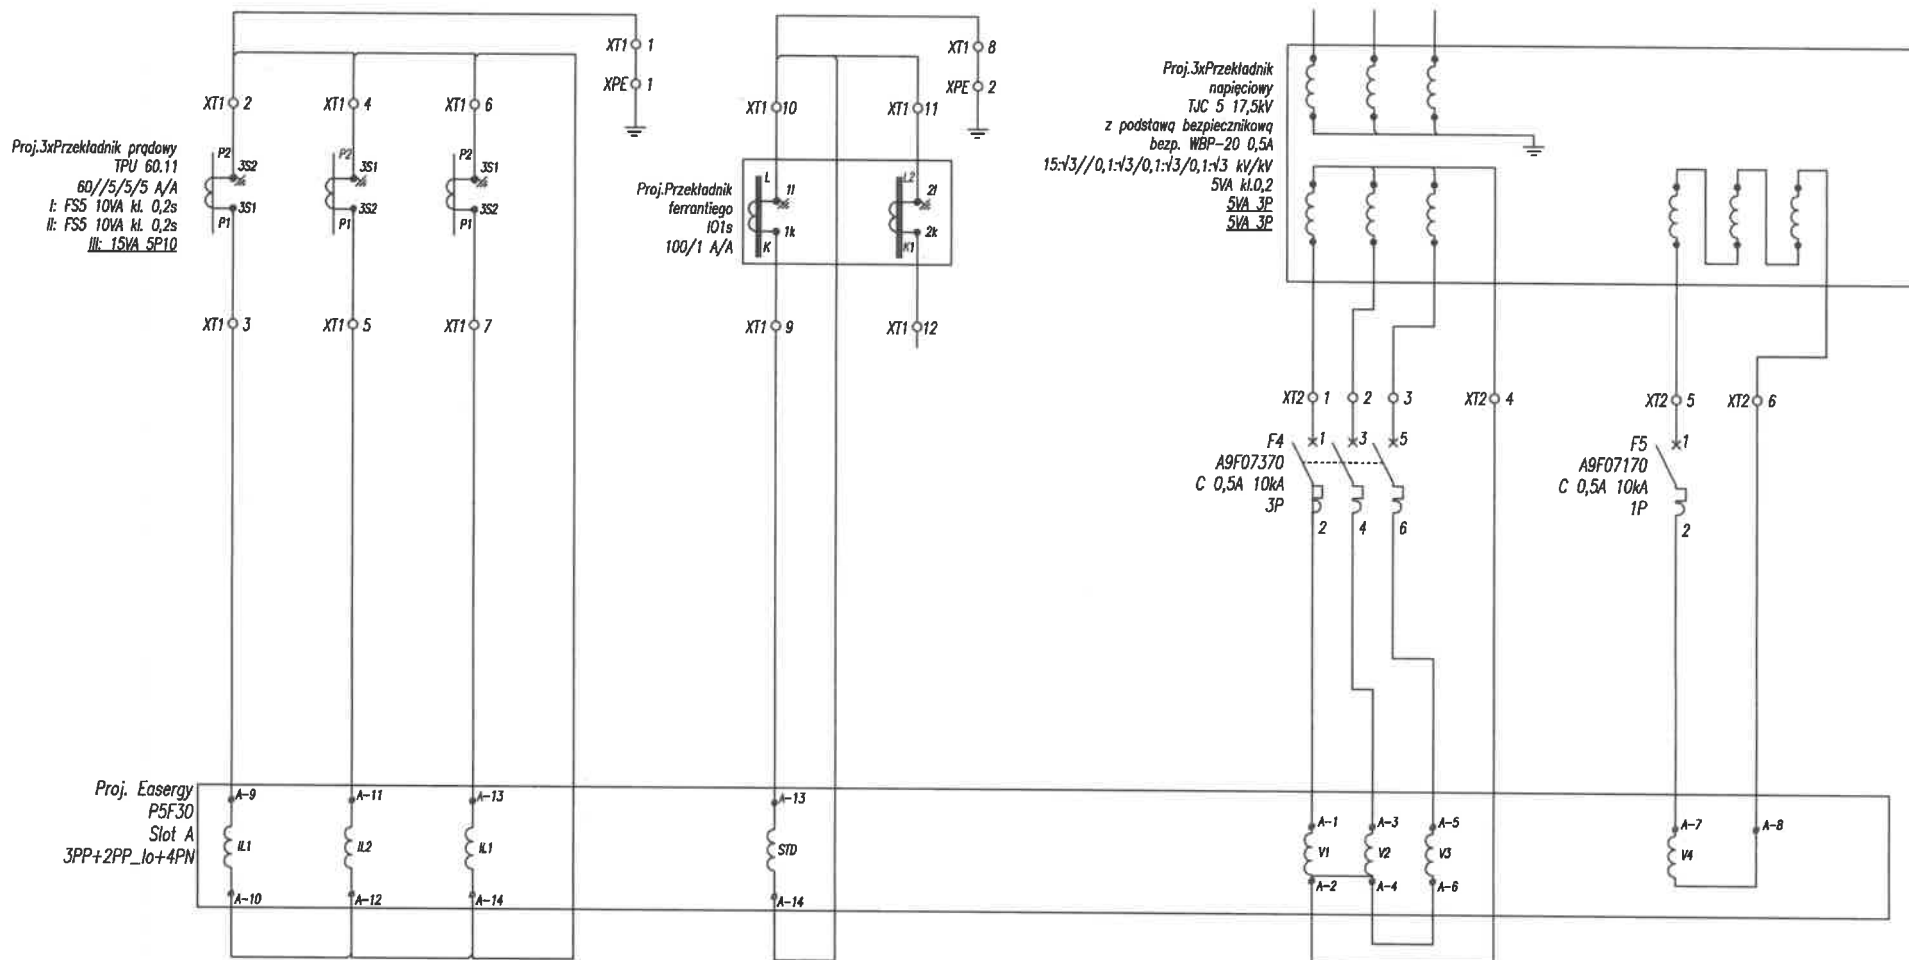 XT1 1
XPE 1
XT1 2
XT1 4
XT1 6
Proj.3xPrzekładnik prądowy
TPU 60.11
60//5/5/5 A/A
I: FS5 10VA kl. 0,2s
II: FS5 10VA kl. 0,2s
III: 15VA 5P10
P2 3S2
3S1
P1
P2 3S1
3S2
P1
P2 3S1
3S2
P1
XT1 3
XT1 5
XT1 7
XT1 8
XPE 2
XT1 10
XT1 11
Proj.Przekładnik
ferrantiego
IO1s
100/1 A/A
L 1l
1k
K
L2 2l
2k
K1
XT1 9
XT1 12
Proj.3xPrzekładnik
napięciowy
TJC 5 17,5kV
z podstawą bezpiecznikową
bezp. WBP-20 0,5A
15:√3//0,1:√3/0,1:√3/0,1:√3 kV/kV
5VA kl.0,2
5VA 3P
5VA 3P
XT2 1
2
3
XT2 4
XT2 5
XT2 6
F4
A9F07370
C 0,5A 10kA
3P
1 3 5
2 4 6
F5
A9F07170
C 0,5A 10kA
1P
1
2
Proj. Easergy
P5F30
Slot A
3PP+2PP_Io+4PN
A-9
IL1
A-10
A-11
IL2
A-12
A-13
IL1
A-14
A-13
STD
A-14
A-1
V1
A-2
A-3
V2
A-4
A-5
V3
A-6
A-7
V4
A-8